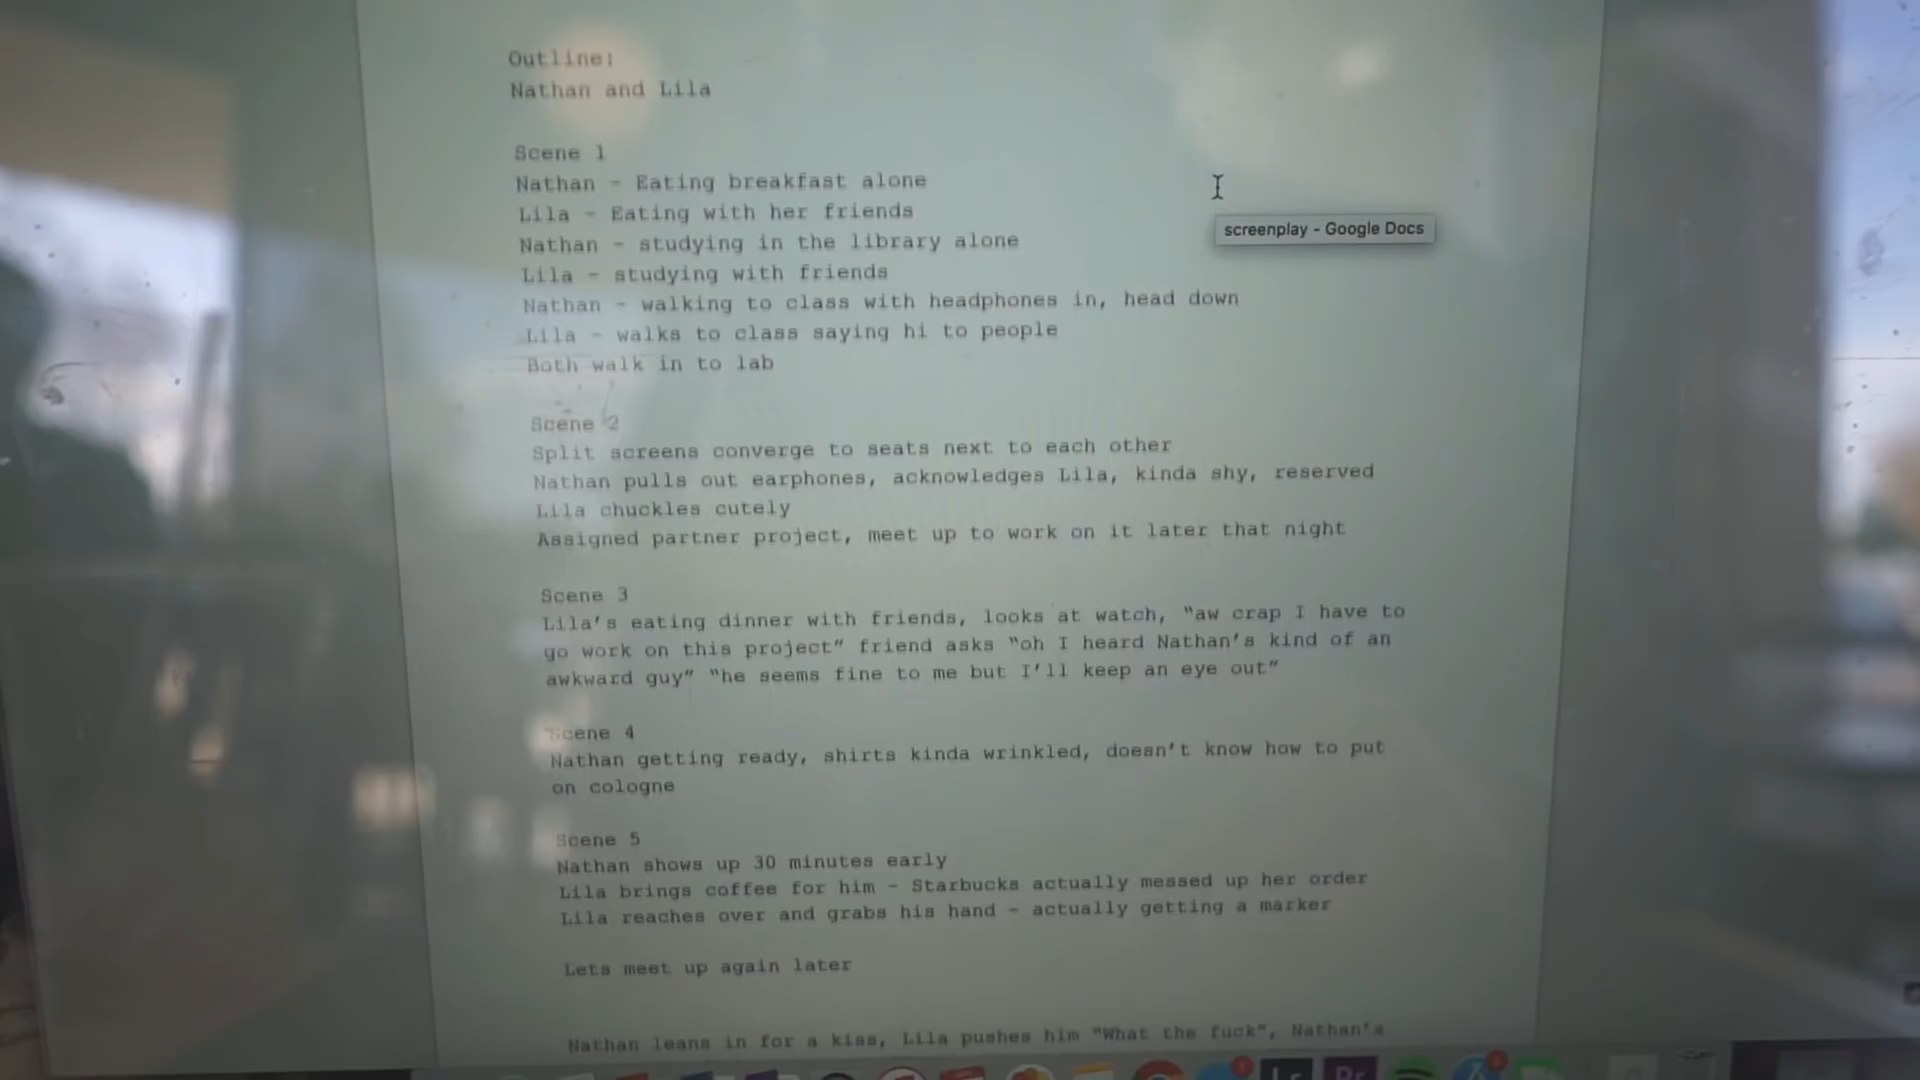 Outline:
Nathan and Lila
Scene 1
Nathan - Eating breakfast alone
Lila - Eating with her friends
Nathan - studying in the library alone
Lila - studying with friends
Nathan - walking to class with headphones in, head down
Lila - walks to class saying hi to people
Both walk in to lab
screenplay - Google Docs
Scene 2
Split screens converge to seats next to each other
Nathan pulls out earphones, acknowledges Lila, kinda shy, reserved
Lila chuckles cutely
Assigned partner project, meet up to work on it later that night
Scene 3
Lila's eating dinner with friends, looks at watch, "aw crap I have to
go work on this project" friend asks "oh I heard Nathan's kind of an
awkward guy" "he seems fine to me but I'll keep an eye out"
Scene 4
Nathan getting ready, shirts kinda wrinkled, doesn't know how to put
on cologne
Scene 5
Nathan shows up 30 minutes early
Lila brings coffee for him - Starbucks actually messed up her order
Lila reaches over and grabs his hand - actually getting a marker
Lets meet up again later
Nathan leans in for a kiss, Lila pushes him "What the fuck", Nathan's
Lr
Pr